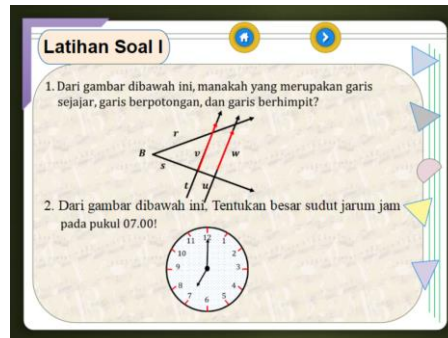 Latihan Soal I
1. Dari gambar dibawah ini, manakah yang merupakan garis
sejajar, garis berpotongan, dan garis berhimpit?
r
B
v
w
s
t
u
2. Dari gambar dibawah ini, Tentukan besar sudut jarum jam
pada pukul 07.00!
12
11
1
10
2
9
3
8
4
7
5
6